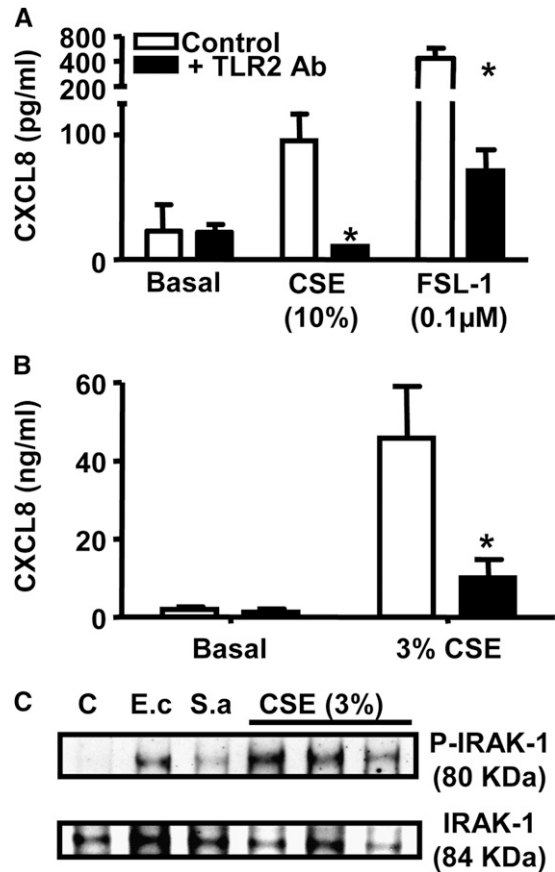 A
800
400
200
100
0
CXCL8 (pg/ml)
Control
+ TLR2 Ab
*
*
Basal
CSE
(10%)
FSL-1
(0.1µM)
B
60
40
20
0
CXCL8 (ng/ml)
*
Basal
3% CSE
C
C E.c S.a CSE (3%)
P-IRAK-1
(80 KDa)
IRAK-1
(84 KDa)